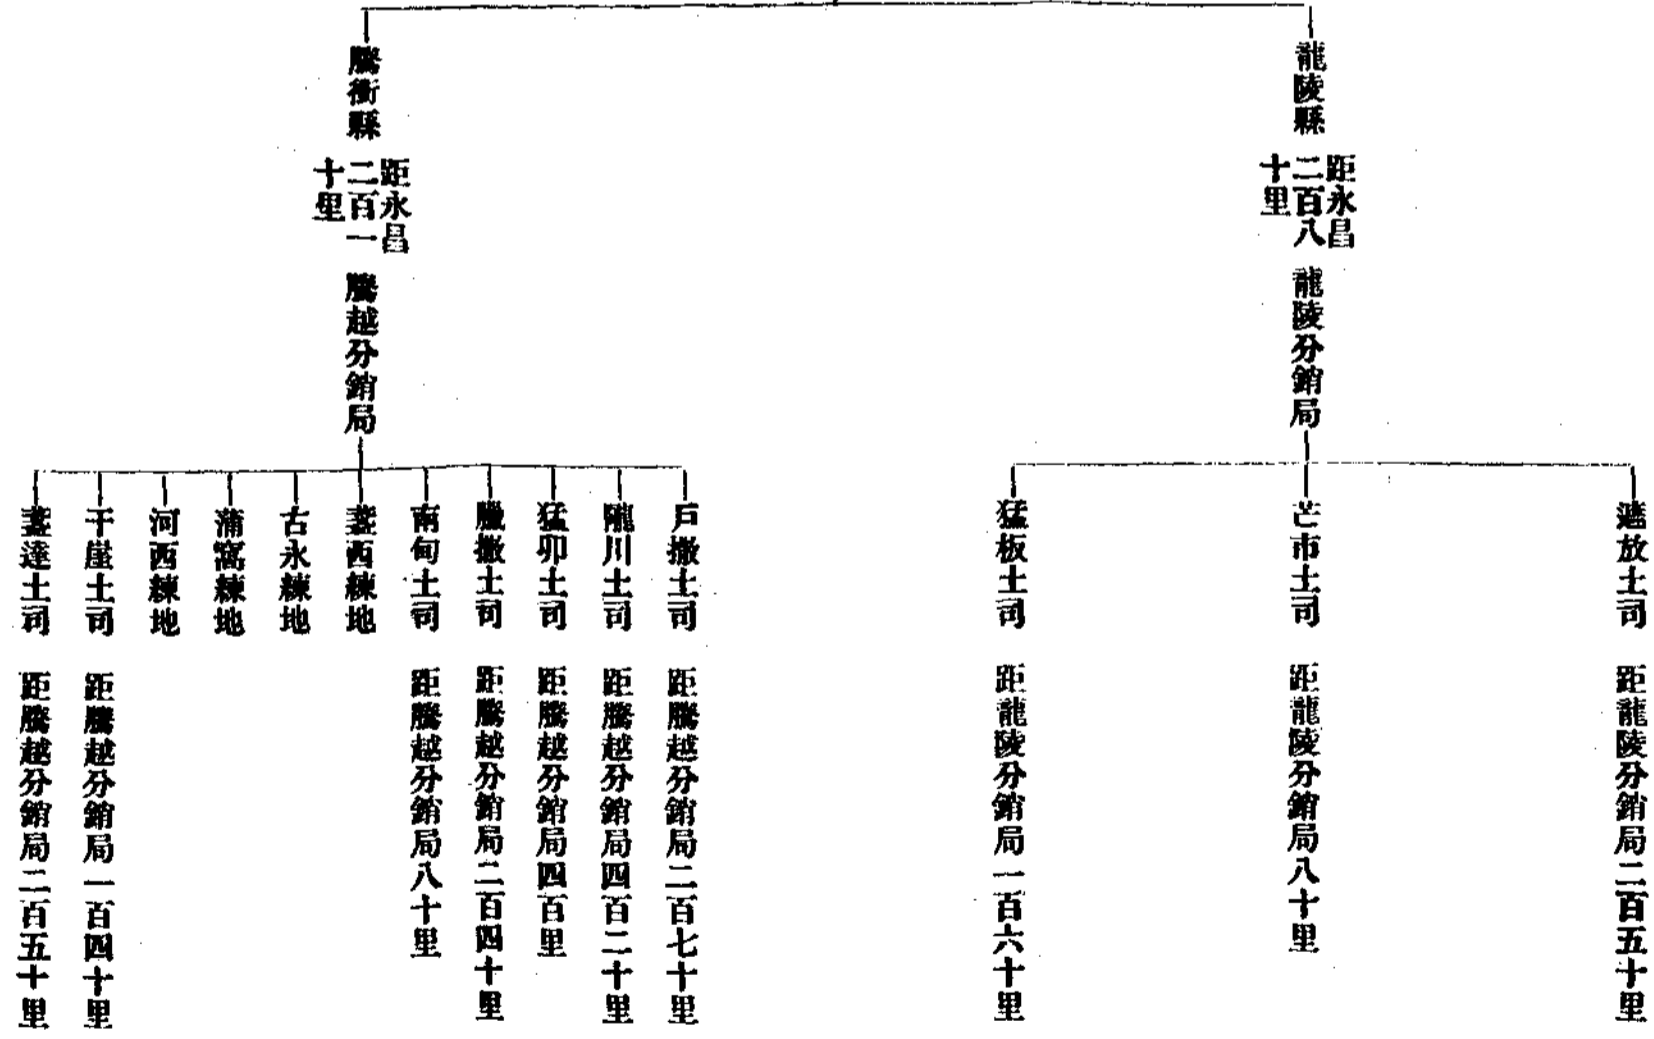 龍陵縣
距永昌
二百八
十里
龍陵分銷局
遮放土司 距龍陵分銷局二百五十里
芒市土司 距龍陵分銷局八十里
猛板土司 距龍陵分銷局一百六十里
騰衝縣
距永昌
二百一
十里
騰越分銷局
戶撒土司 距騰越分銷局二百七十里
隴川土司 距騰越分銷局四百二十里
猛卯土司 距騰越分銷局四百里
臘撒土司 距騰越分銷局二百四十里
南甸土司 距騰越分銷局八十里
盞西練地
古永練地
蒲窩練地
河西練地
干崖土司 距騰越分銷局一百四十里
盞達土司 距騰越分銷局二百五十里